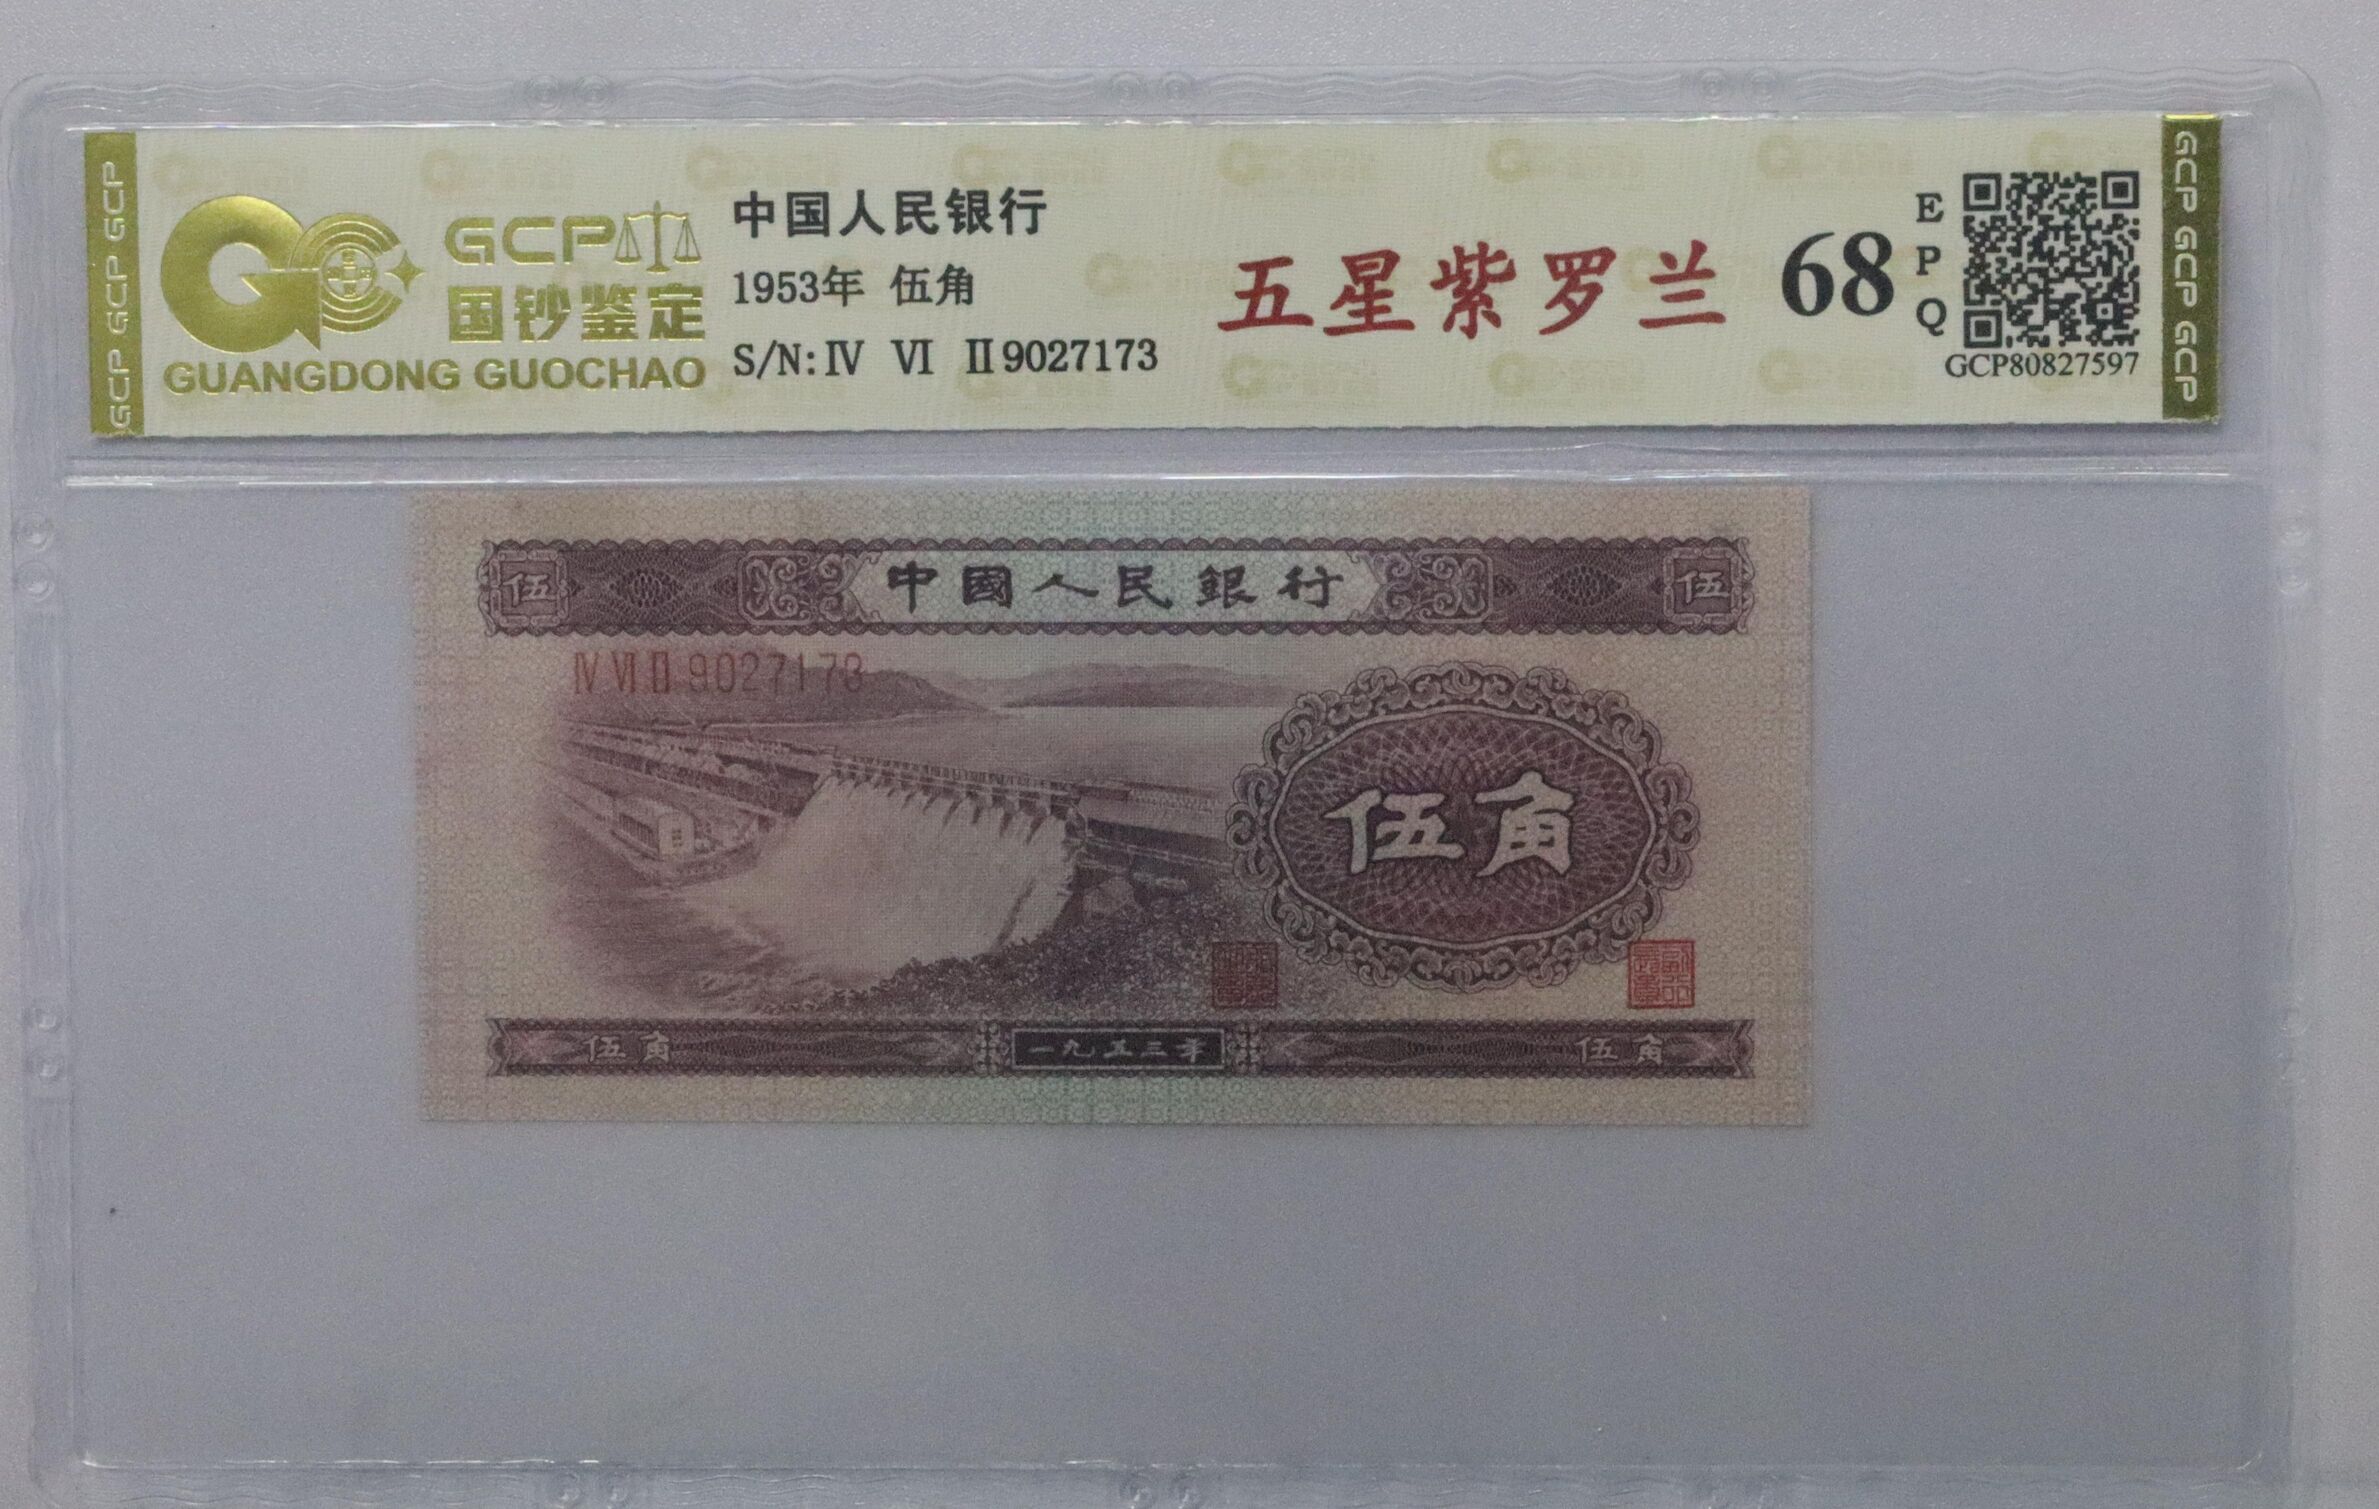 GCP GCP GCP
GCP
国钞鉴定
GUANGDONG GUOCHAO
中国人民银行
1953年 伍角
S/N:Ⅳ Ⅵ Ⅱ9027173
五星紫罗兰
68
EPQ
GCP80827597
GCP GCP GCP
伍 中國人民銀行 伍
Ⅳ Ⅵ Ⅱ 9027173
伍角
伍角 一九五三年 伍角